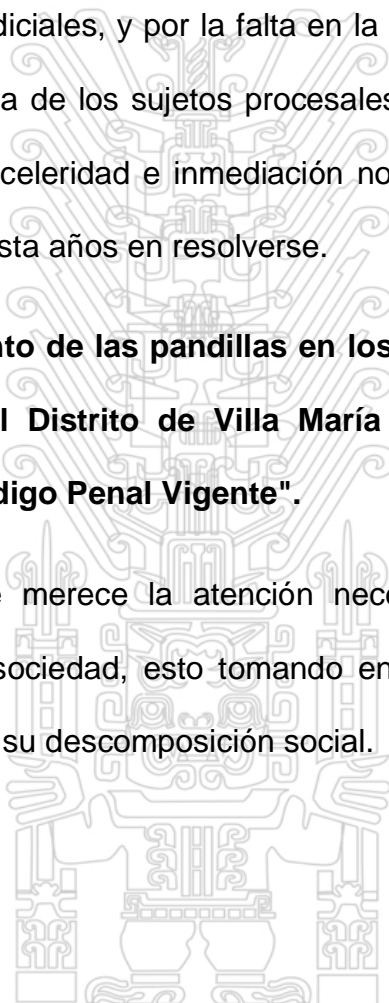 diciales, y por la falta en la
a de los sujetos procesales
celeridad e inmediación no
sta años en resolverse.
nto de las pandillas en los
l Distrito de Villa María
digo Penal Vigente".
e merece la atención nec
sociedad, esto tomando en
su descomposición social.